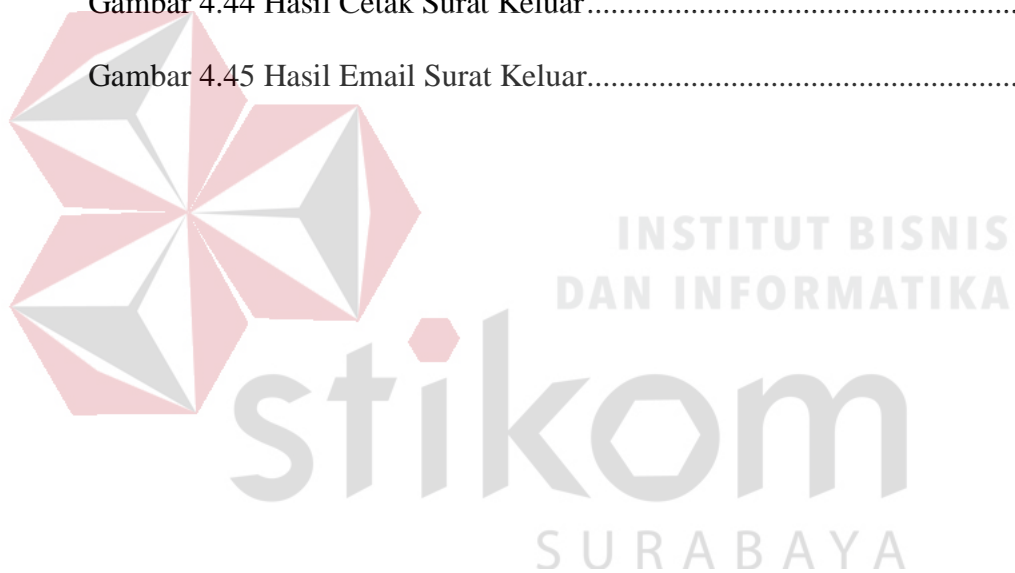 Gambar 4.44 Hasil Cetak Surat Keluar...............................................
Gambar 4.45 Hasil Email Surat Keluar...............................................
INSTITUT BISNIS
DAN INFORMATIKA
stikom
SURABAYA